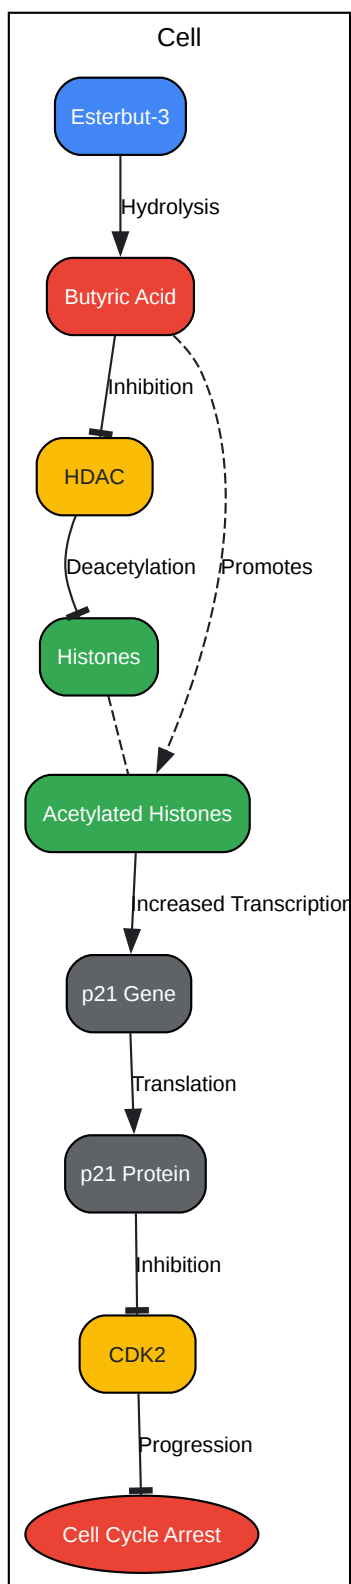 Cell
Esterbut-3
Hydrolysis
Butyric Acid
Inhibition
HDAC
Deacetylation
Promotes
Histones
Acetylated Histones
Increased Transcription
p21 Gene
Translation
p21 Protein
Inhibition
CDK2
Progression
Cell Cycle Arrest